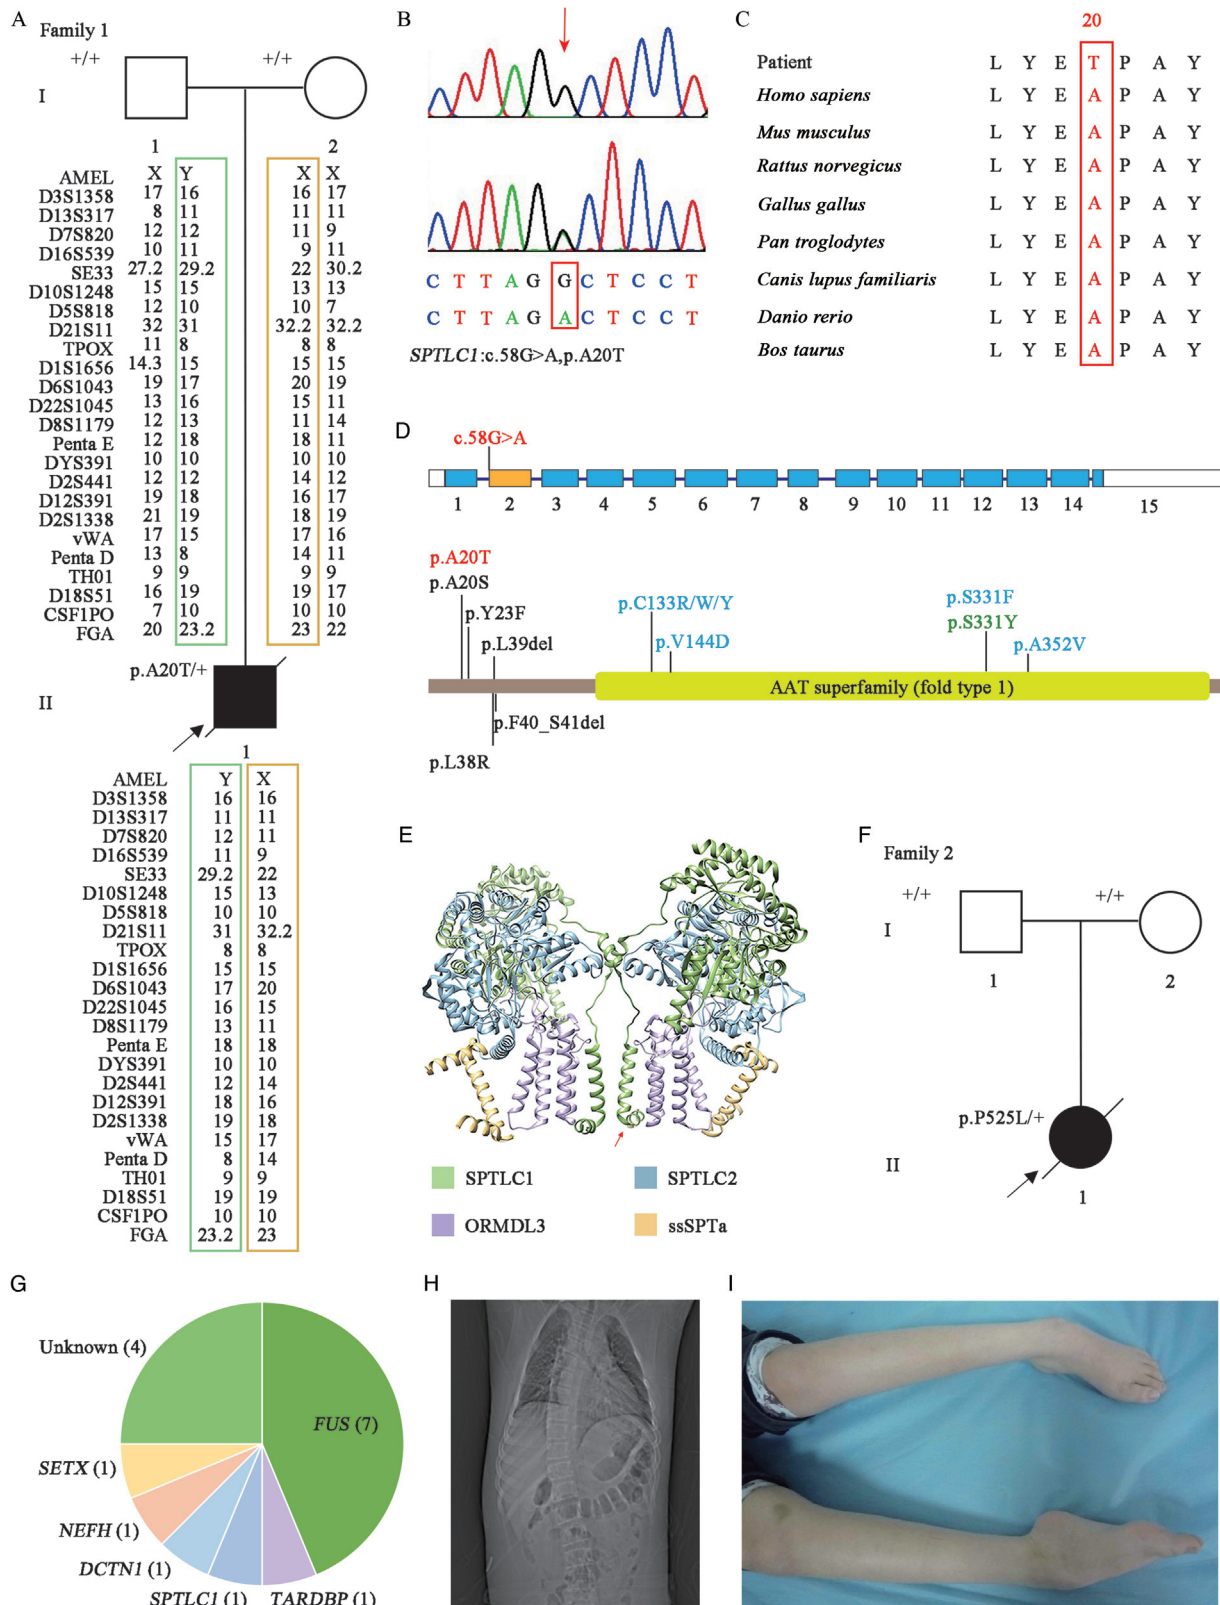 A
Family 1
+/+
+/+
I
1
2
AMEL X Y X X
D3S1358 17 16 16 17
D13S317 8 11 11 11
D7S820 12 12 11 9
D16S539 10 11 9 11
SE33 27.2 29.2 22 30.2
D10S1248 15 15 13 13
D5S818 12 10 10 7
D21S11 32 31 32.2 32.2
TPOX 11 8 8 8
D1S1656 14.3 15 15 15
D6S1043 19 17 20 19
D22S1045 13 16 15 11
D8S1179 12 13 11 14
Penta E 12 18 18 11
DYS391 10 10 10 10
D2S441 12 12 14 12
D12S391 19 18 16 17
D2S1338 21 19 18 19
vWA 17 15 17 16
Penta D 13 8 14 11
TH01 9 9 9 9
D18S51 16 19 19 17
CSF1PO 7 10 10 10
FGA 20 23.2 23 22
p.A20T/+
II
1
AMEL Y X
D3S1358 16 16
D13S317 11 11
D7S820 12 11
D16S539 11 9
SE33 29.2 22
D10S1248 15 13
D5S818 10 10
D21S11 31 32.2
TPOX 8 8
D1S1656 15 15
D6S1043 17 20
D22S1045 16 15
D8S1179 13 11
Penta E 18 18
DYS391 10 10
D2S441 12 14
D12S391 18 16
D2S1338 19 18
vWA 15 17
Penta D 8 14
TH01 9 9
D18S51 19 19
CSF1PO 10 10
FGA 23.2 23
B
C T T A G G C T C C T
C T T A G A C T C C T
SPTLC1:c.58G>A,p.A20T
C
20
Patient L Y E T P A Y
Homo sapiens L Y E A P A Y
Mus musculus L Y E A P A Y
Rattus norvegicus L Y E A P A Y
Gallus gallus L Y E A P A Y
Pan troglodytes L Y E A P A Y
Canis lupus familiaris L Y E A P A Y
Danio rerio L Y E A P A Y
Bos taurus L Y E A P A Y
D
c.58G>A
1 2 3 4 5 6 7 8 9 10 11 12 13 14 15
p.A20T
p.A20S
p.Y23F
p.L39del
p.C133R/W/Y
p.V144D
p.S331F
p.S331Y
p.A352V
AAT superfamily (fold type 1)
p.F40_S41del
p.L38R
E
SPTLC1
SPTLC2
ORMDL3
ssSPTa
F
Family 2
+/+
+/+
I
1
2
p.P525L/+
II
1
G
Unknown (4)
FUS (7)
SETX (1)
NEFH (1)
DCTN1 (1)
SPTLC1 (1)
TARDBP (1)
H
I